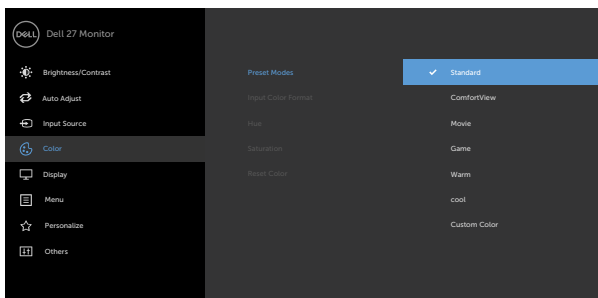 DELL Dell 27 Monitor
Brightness/Contrast
Auto Adjust
Input Source
Color
Display
Menu
Personalize
Others
Preset Modes
Input Color Format
Hue
Saturation
Reset Color
Standard
ComfortView
Movie
Game
Warm
cool
Custom Color